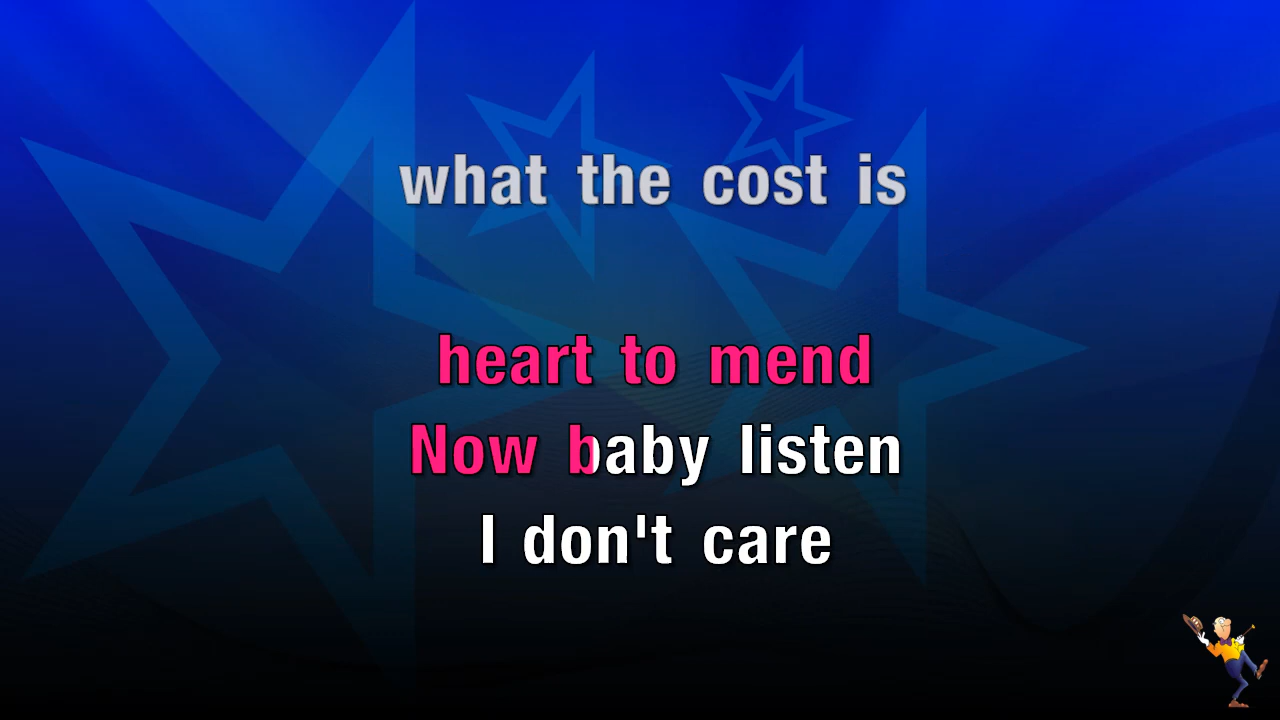 what the cost is
heart to mend
Now baby listen
I don't care